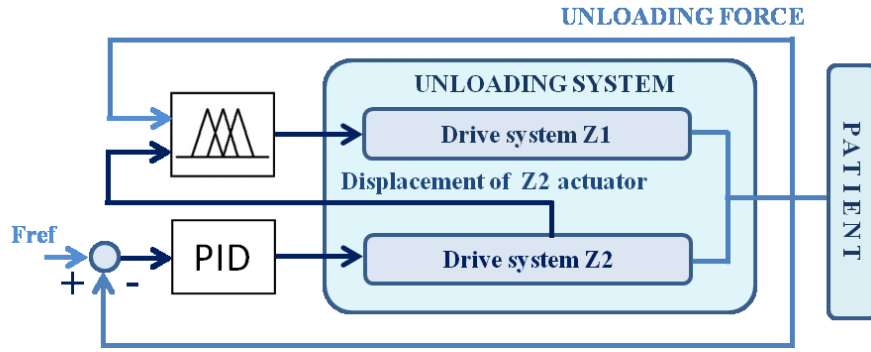 UNLOADING FORCE
UNLOADING SYSTEM
Drive system Z1
Displacement of Z2 actuator
Fref
+ -
PID
Drive system Z2
PATIENT